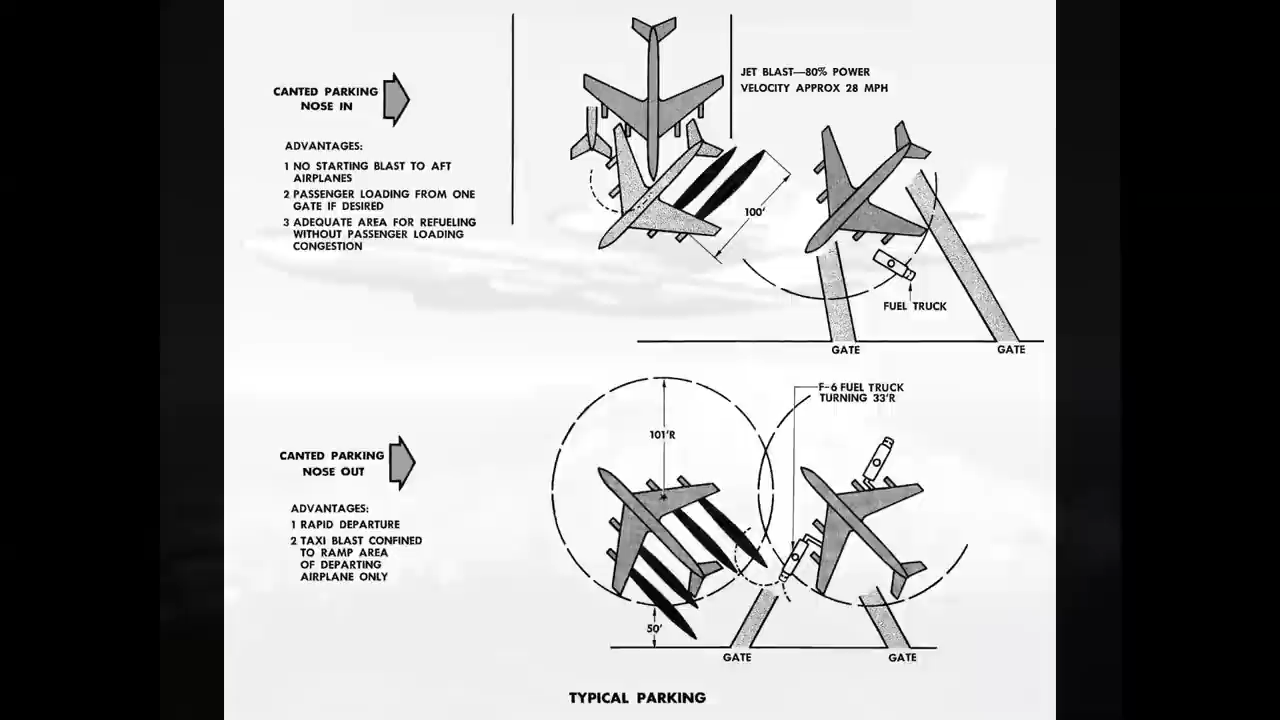 CANTED PARKING
NOSE IN
ADVANTAGES:
1 NO STARTING BLAST TO AFT
AIRPLANES
2 PASSENGER LOADING FROM ONE
GATE IF DESIRED
3 ADEQUATE AREA FOR REFUELING
WITHOUT PASSENGER LOADING
CONGESTION
JET BLAST—80% POWER
VELOCITY APPROX 28 MPH
100'
FUEL TRUCK
GATE
GATE
CANTED PARKING
NOSE OUT
ADVANTAGES:
1 RAPID DEPARTURE
2 TAXI BLAST CONFINED
TO RAMP AREA
OF DEPARTING
AIRPLANE ONLY
101'R
F-6 FUEL TRUCK
TURNING 33'R
50'
GATE
GATE
TYPICAL PARKING